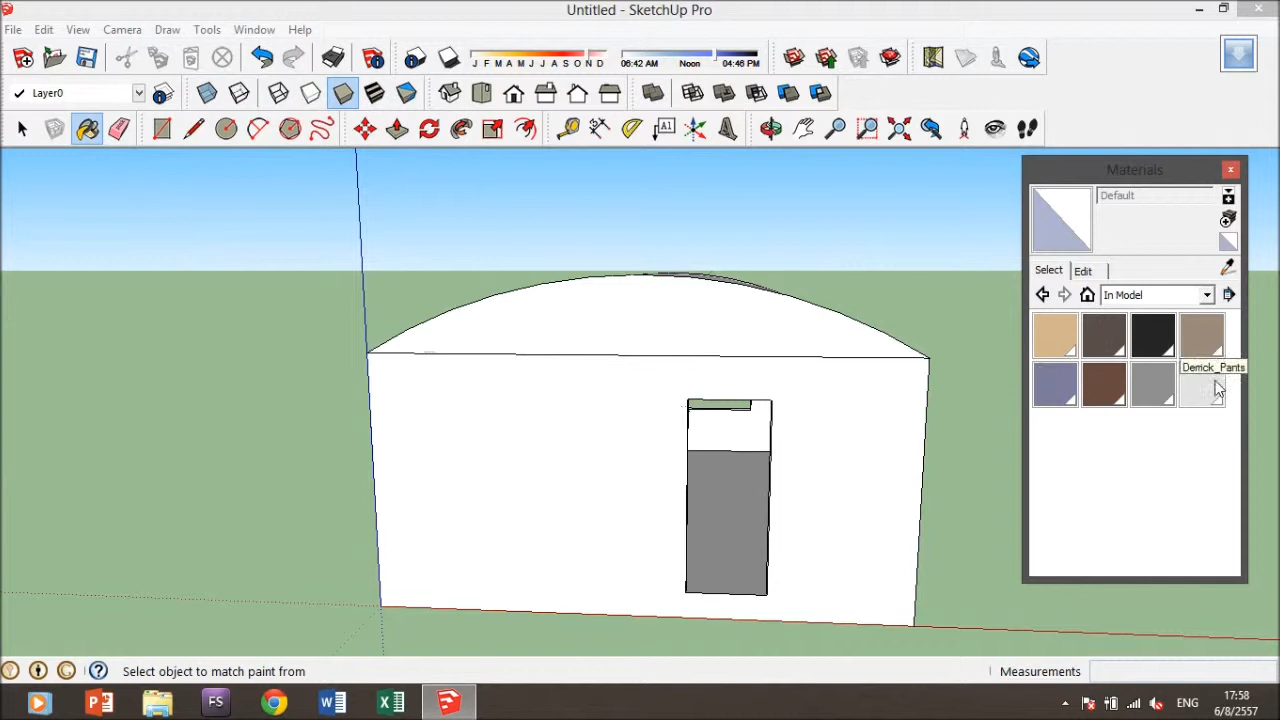 Untitled - SketchUp Pro
File Edit View Camera Draw Tools Window Help
J F M A M J J A S O N D
06:42 AM Noon 04:46 PM
Layer0
A1
Materials
Default
Select Edit
In Model
Derrick_Pants
Select object to match paint from
Measurements
FS
ENG
17:58
6/8/2557